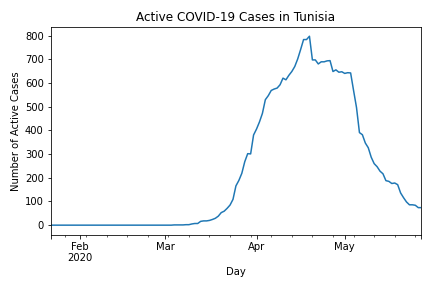 Active COVID-19 Cases in Tunisia
Number of Active Cases
800
700
600
500
400
300
200
100
0
Feb
2020
Mar
Apr
May
Day